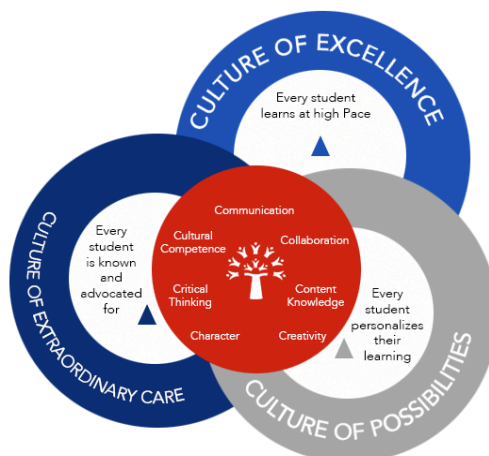 CULTURE OF EXCELLENCE
Every student
learns at high Pace
CULTURE OF EXTRAORDINARY CARE
Every
student
is known
and
advocated
for
Communication
Cultural
Competence
Collaboration
Critical
Thinking
Content
Knowledge
Character
Creativity
Every
student
personalizes
their
learning
CULTURE OF POSSIBILITIES